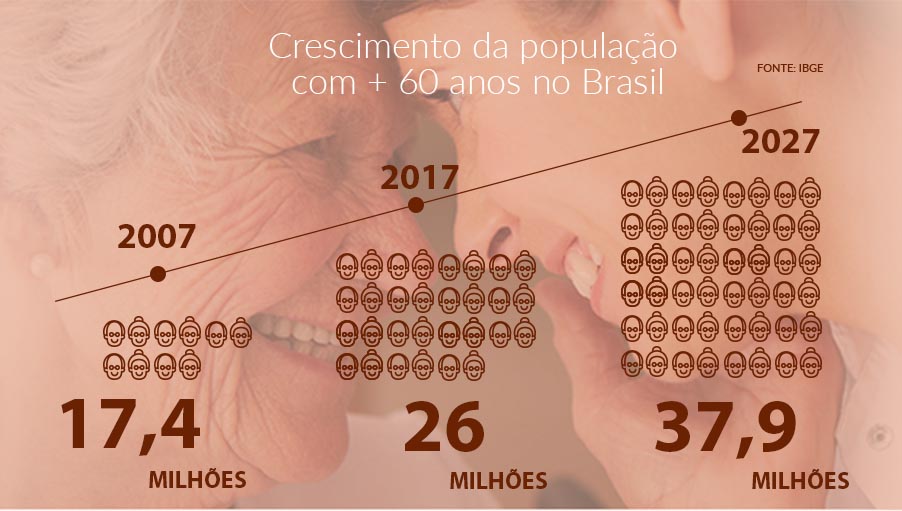 Crescimento da população
com + 60 anos no Brasil
FONTE: IBGE
2007
2017
2027
17,4
MILHÕES
26
MILHÕES
37,9
MILHÕES